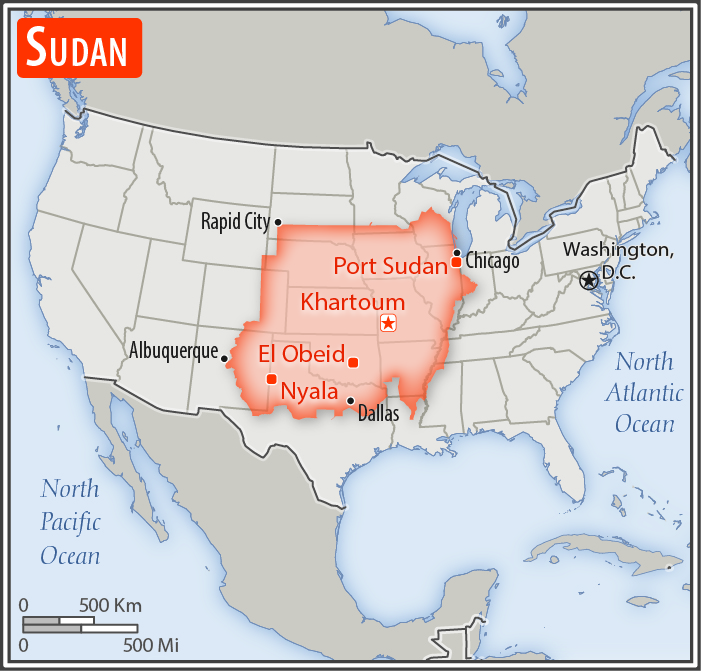 SUDAN
Rapid City
Port Sudan
Chicago
Washington,
D.C.
Khartoum
Albuquerque
El Obeid
Nyala
Dallas
North
Atlantic
Ocean
North
Pacific
Ocean
0 500 Km
0 500 Mi